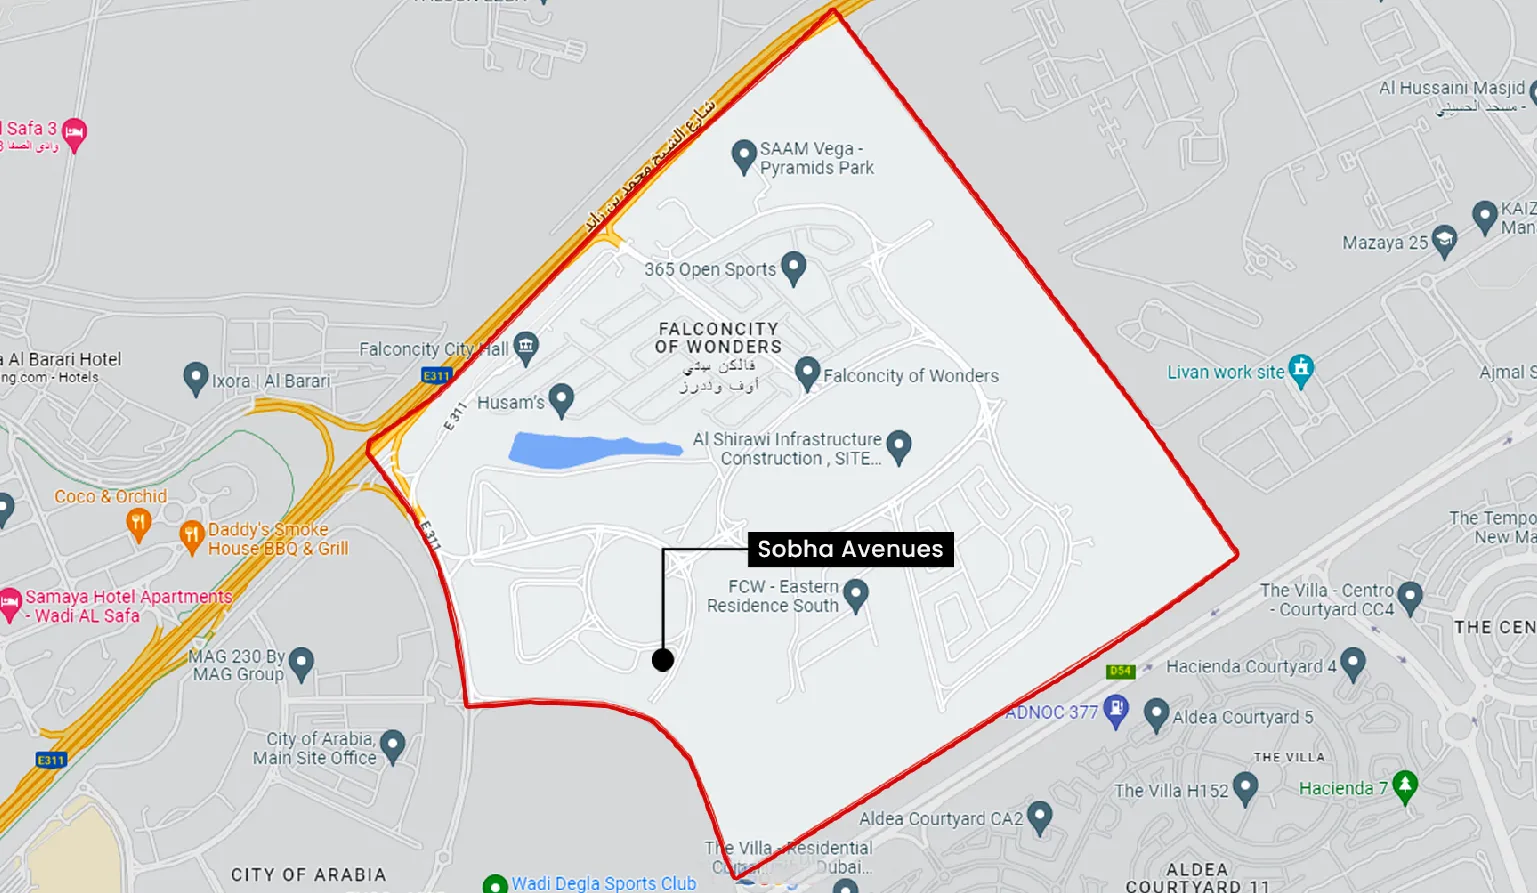 Al Hussaini Masjid
- مسجد الحسيني
l Safa 3
وادي الصفا 3
شارع الشيخ محمد بن زايد
SAAM Vega -
Pyramids Park
KAIZ
Man
Mazaya 25
365 Open Sports
FALCONCITY
OF WONDERS
فالكن سيتي
أوف وندرز
Falconcity City Hall
a Al Barari Hotel
ng.com - Hotels
Ixora | Al Barari
E311
Falconcity of Wonders
Livan work site
Ajmal S
Husam's
E 311
Al Shirawi Infrastructure
Construction , SITE...
Coco & Orchid
Daddy's Smoke
House BBQ & Grill
E 311
Sobha Avenues
The Tempo
New Ma
FCW - Eastern
Residence South
The Villa - Centro
- Courtyard CC4
Samaya Hotel Apartments
- Wadi AL Safa
THE CEN
MAG 230 By
MAG Group
Hacienda Courtyard 4
D54
ADNOC 377
Aldea Courtyard 5
City of Arabia,
Main Site Office
E311
THE VILLA
The Villa H152
Hacienda 7
Aldea Courtyard CA2
The Villa - Residential
Dubai...
CITY OF ARABIA
Wadi Degla Sports Club
ALDEA
COURTYARD 11